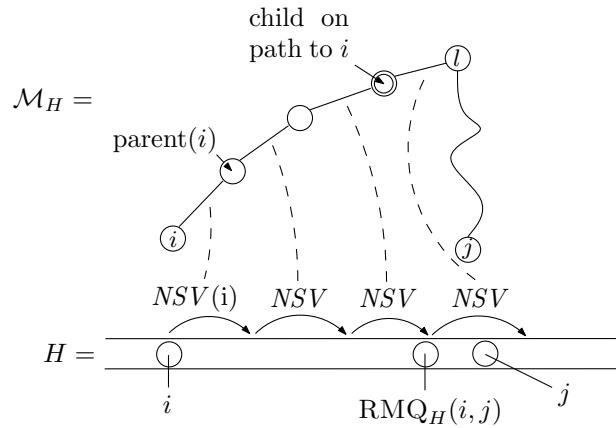 child on
path to i
l
M_H =
parent(i)
i
j
NSV(i) NSV NSV NSV
H =
i
RMQ_H(i, j)
j